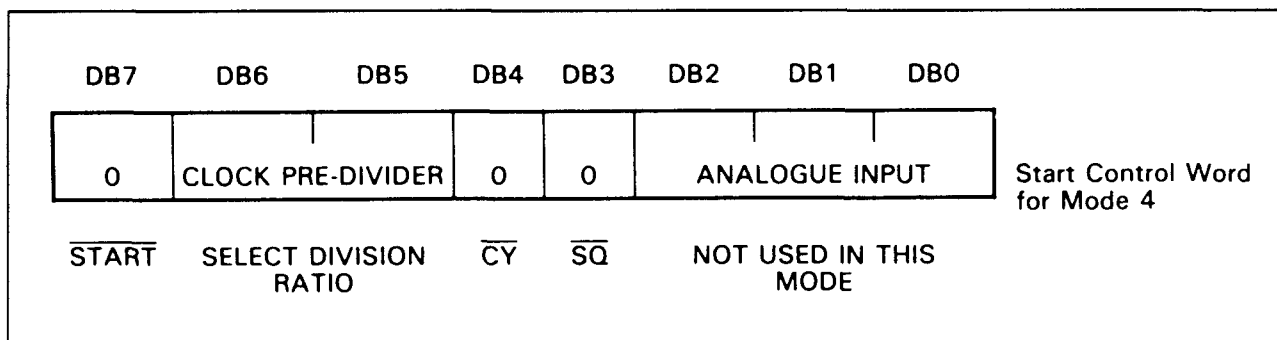 DB7 DB6 DB5 DB4 DB3 DB2 DB1 DB0
0 CLOCK PRE-DIVIDER 0 0 ANALOGUE INPUT
Start Control Word
for Mode 4
START SELECT DIVISION RATIO CY SQ NOT USED IN THIS MODE